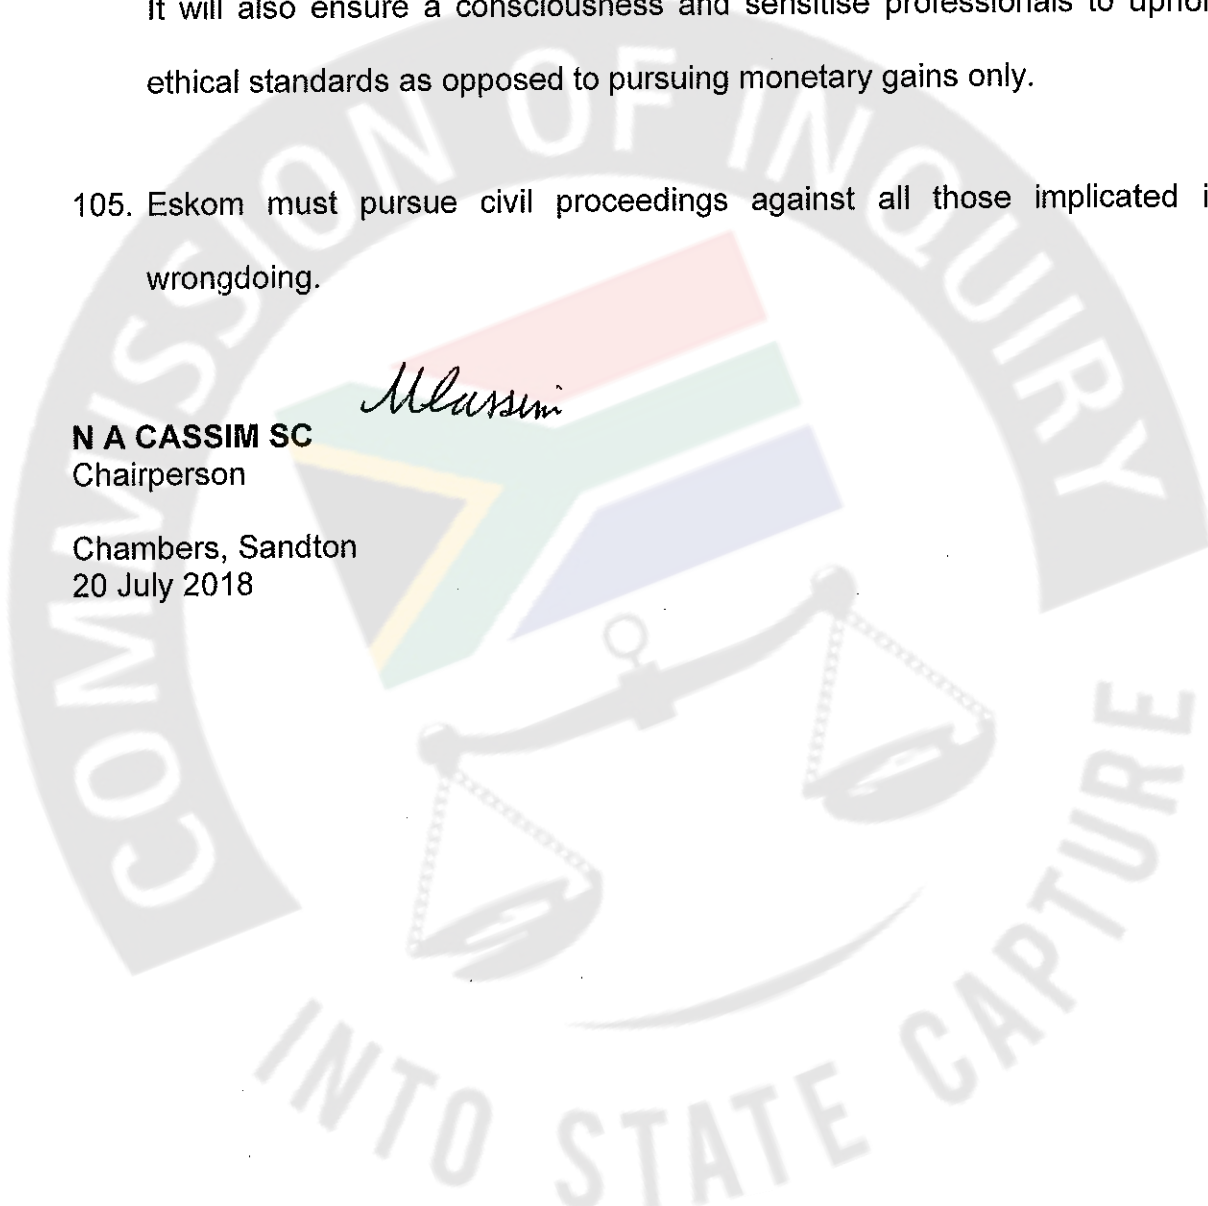 It will also ensure a consciousness and sensitise professionals to
ethical standards as opposed to pursuing monetary gains only.
105. Eskom must pursue civil proceedings against all those implicated
wrongdoing.
N A CASSIM SC
Chairperson
Chambers, Sandton
20 July 2018
COMMISSION OF INQUIRY
INTO STATE CAPTURE